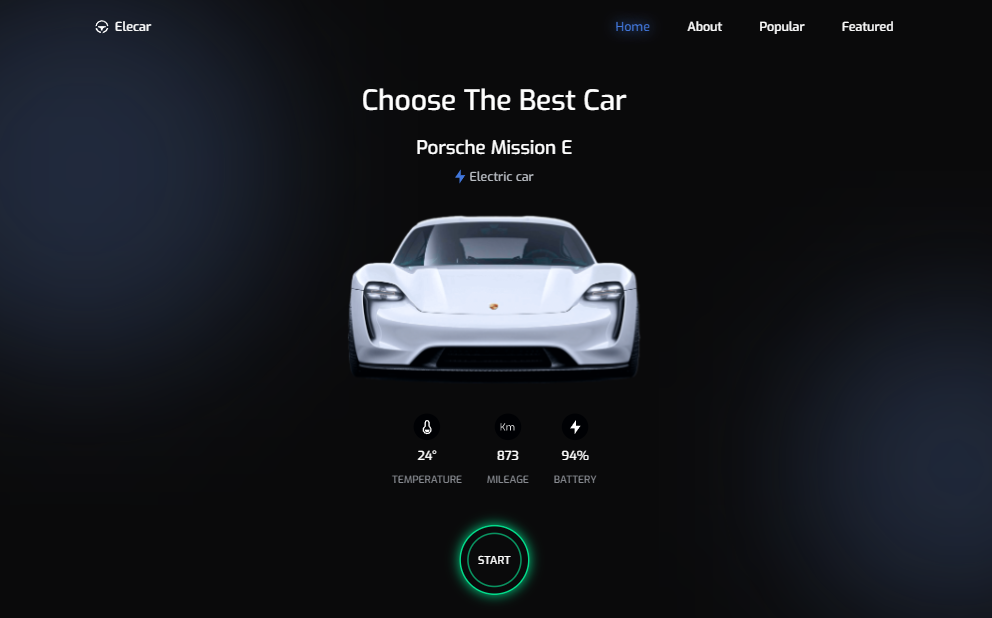 Elecar Home About Popular Featured
Choose The Best Car
Porsche Mission E
Electric car
Km
24° 873 94%
TEMPERATURE MILEAGE BATTERY
START